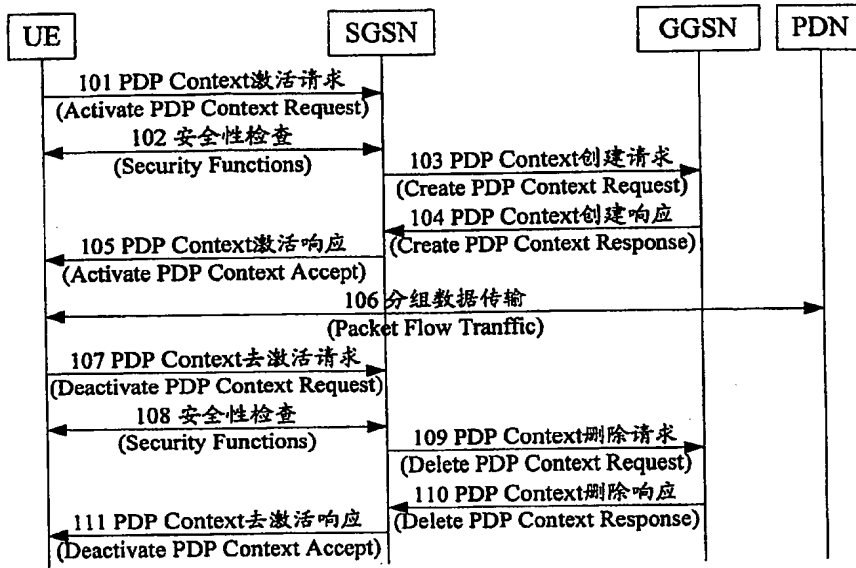 UE
SGSN
GGSN
PDN
101 PDP Context激活请求
(Activate PDP Context Request)
102 安全性检查
(Security Functions)
103 PDP Context创建请求
(Create PDP Context Request)
104 PDP Context创建响应
(Create PDP Context Response)
105 PDP Context激活响应
(Activate PDP Context Accept)
106 分组数据传输
(Packet Flow Tranffic)
107 PDP Context去激活请求
(Deactivate PDP Context Request)
108 安全性检查
(Security Functions)
109 PDP Context删除请求
(Delete PDP Context Request)
110 PDP Context删除响应
(Delete PDP Context Response)
111 PDP Context去激活响应
(Deactivate PDP Context Accept)